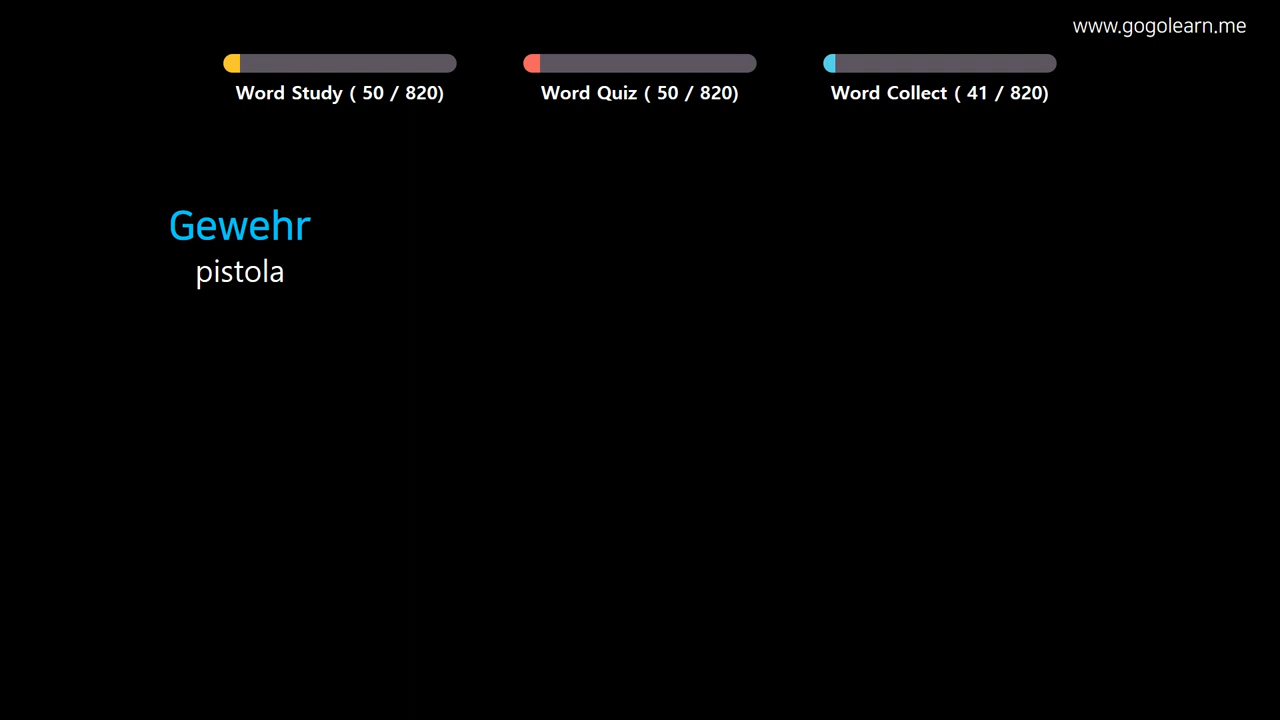 www.gogolearn.me
Word Study ( 50 / 820)
Word Quiz ( 50 / 820)
Word Collect ( 41 / 820)
Gewehr
pistola